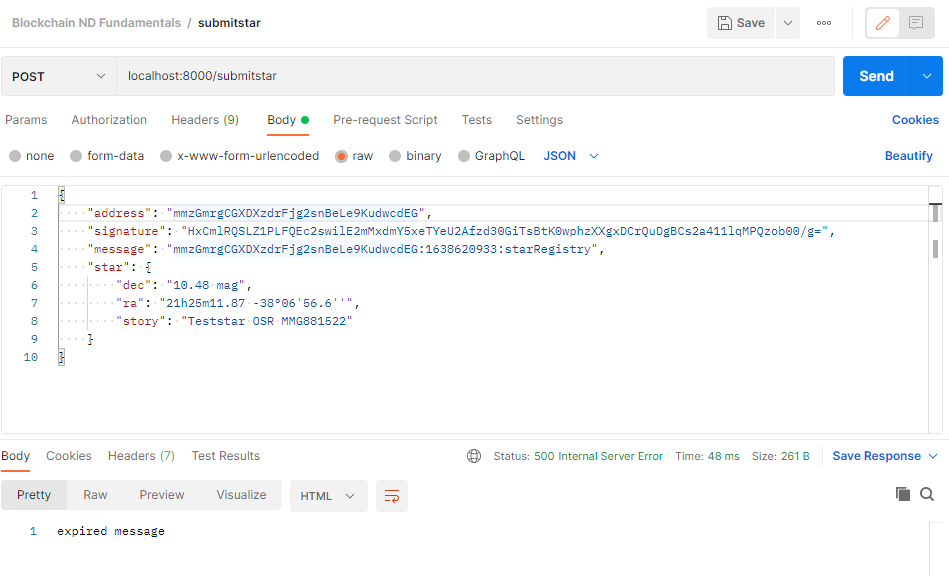 Blockchain ND Fundamentals / submitstar
Save
POST
localhost:8000/submitstar
Send
Params Authorization Headers (9) Body Pre-request Script Tests Settings Cookies
none form-data x-www-form-urlencoded raw binary GraphQL JSON Beautify
1 {
2 "address": "mmzGmrgCGXDXzdrFjg2snBeLe9KudwcdEG",
3 "signature": "HxCmlRQSLZ1PLFQEc2swilE2mMxdmY5xeTYeU2Afzd30GiTsBtK0wphzXXgxDCrQuDgBCs2a411lqMPQzob00/g=",
4 "message": "mmzGmrgCGXDXzdrFjg2snBeLe9KudwcdEG:1638620933:starRegistry",
5 "star": {
6 "dec": "10.48 mag",
7 "ra": "21h25m11.87 -38°06'56.6''",
8 "story": "Teststar OSR MMG881522"
9 }
10 }
Body Cookies Headers (7) Test Results Status: 500 Internal Server Error Time: 48 ms Size: 261 B Save Response
Pretty Raw Preview Visualize HTML
1 expired message